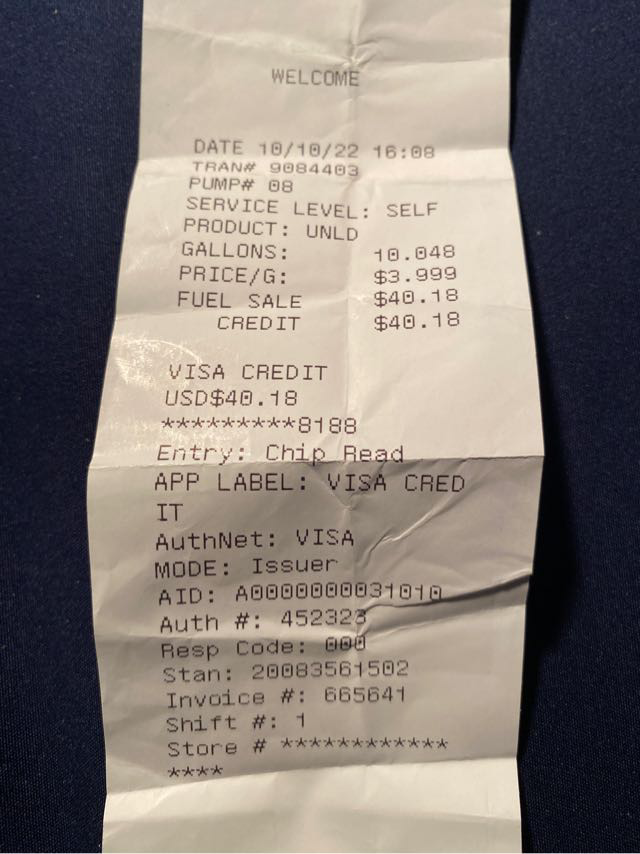 WELCOME
DATE 10/10/22 16:08
TRAN# 9084403
PUMP# 08
SERVICE LEVEL: SELF
PRODUCT: UNLD
GALLONS: 10.048
PRICE/G: $3.999
FUEL SALE $40.18
CREDIT $40.18
VISA CREDIT
USD$40.18
*********8188
Entry: Chip Read
APP LABEL: VISA CRED
IT
AuthNet: VISA
MODE: Issuer
AID: A0000000031010
Auth #: 452323
Resp Code: 000
Stan: 20083561502
Invoice #: 665641
Shift #: 1
Store # ************
****